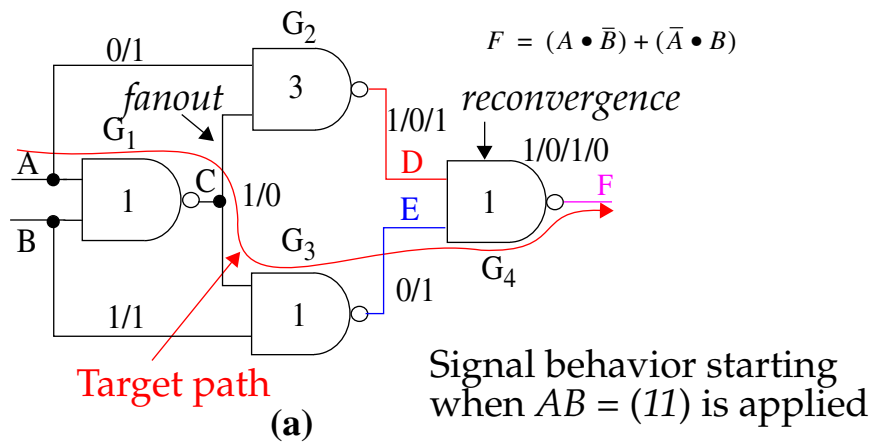 G2
F = (A • B̅) + (A̅ • B)
0/1
3
fanout
reconvergence
1/0/1
G1
1/0/1/0
A
D
C
F
1
1/0
1
B
E
G3
G4
0/1
1
1/1
Target path
Signal behavior starting
when AB = (11) is applied
(a)